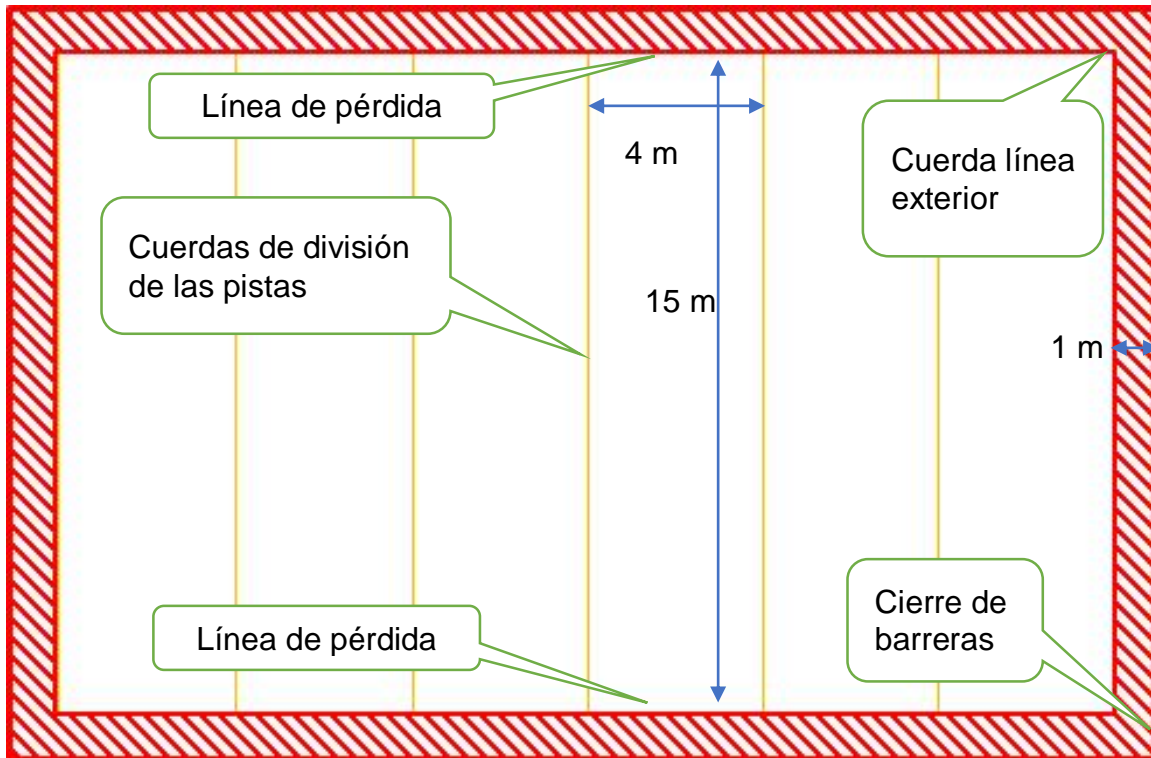 Línea de pérdida
4 m
Cuerda línea
exterior
Cuerdas de división
de las pistas
15 m
1 m
Línea de pérdida
Cierre de
barreras